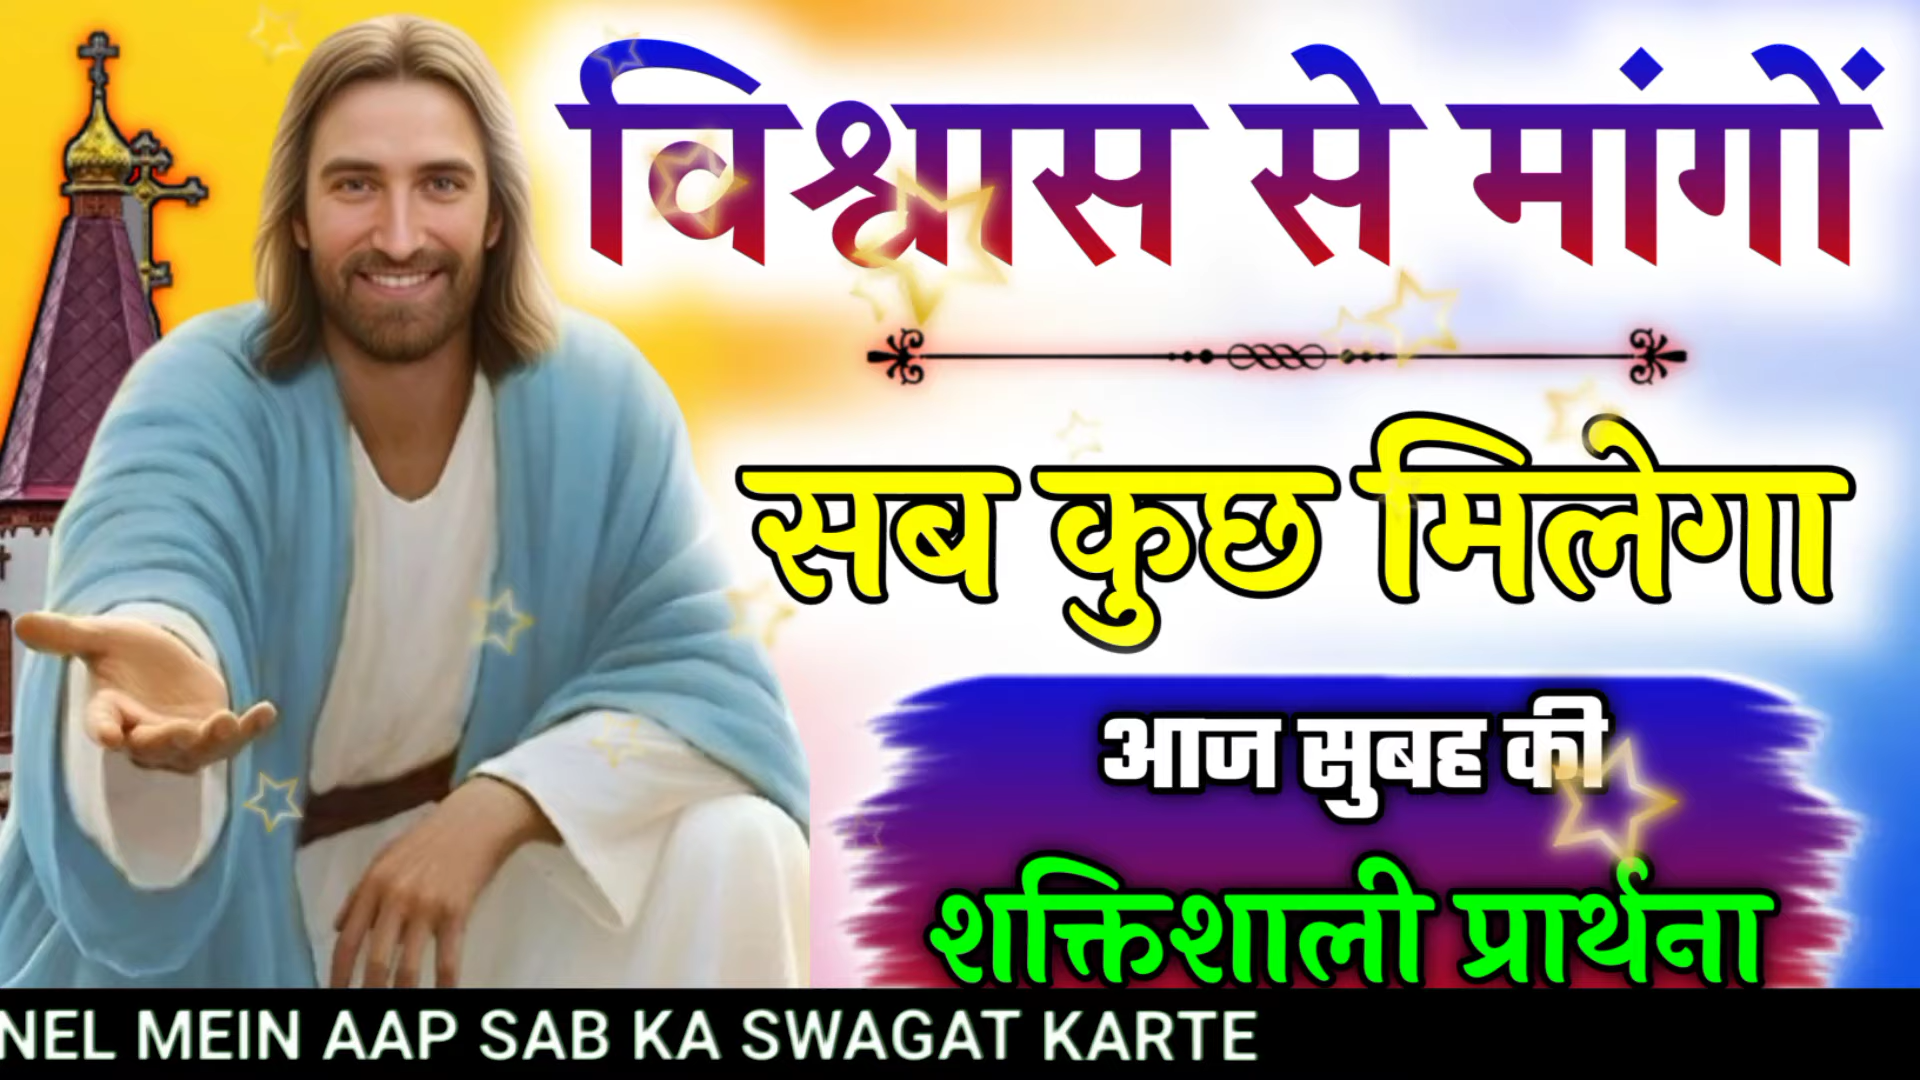 विश्वास से मांगों
सब कुछ मिलेगा
आज सुबह की
शक्तिशाली प्रार्थना
NEL MEIN AAP SAB KA SWAGAT KARTE